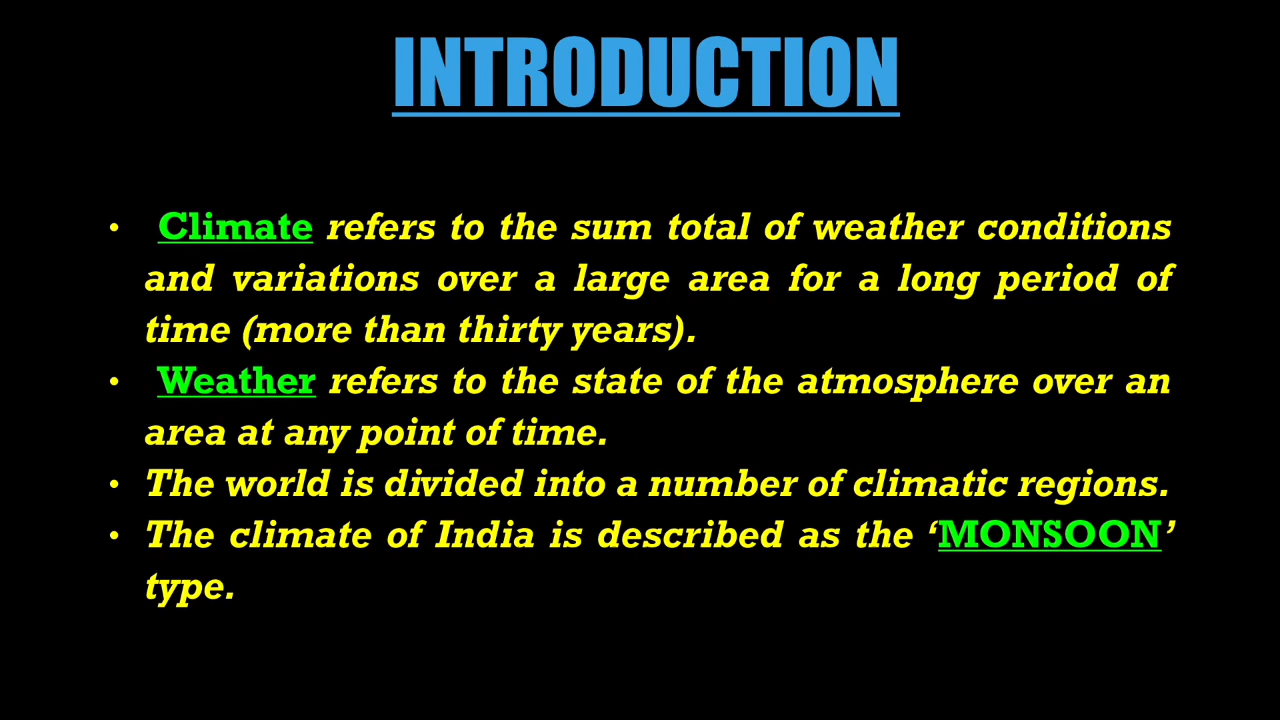 INTRODUCTION
• Climate refers to the sum total of weather conditions
and variations over a large area for a long period of
time (more than thirty years).
• Weather refers to the state of the atmosphere over an
area at any point of time.
• The world is divided into a number of climatic regions.
• The climate of India is described as the ‘MONSOON’
type.